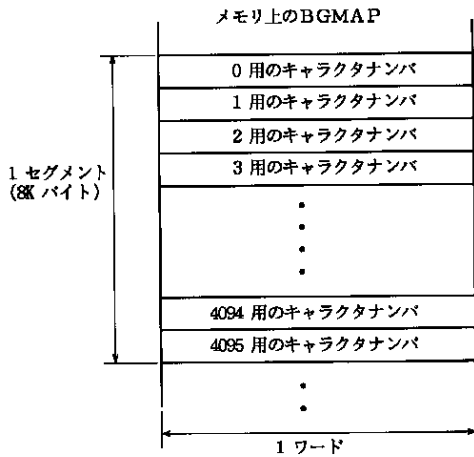 メモリ上のBGMAP
0 用のキャラクタナンバ
1 用のキャラクタナンバ
2 用のキャラクタナンバ
3 用のキャラクタナンバ
1 セグメント
(8K バイト)
4094 用のキャラクタナンバ
4095 用のキャラクタナンバ
1 ワード